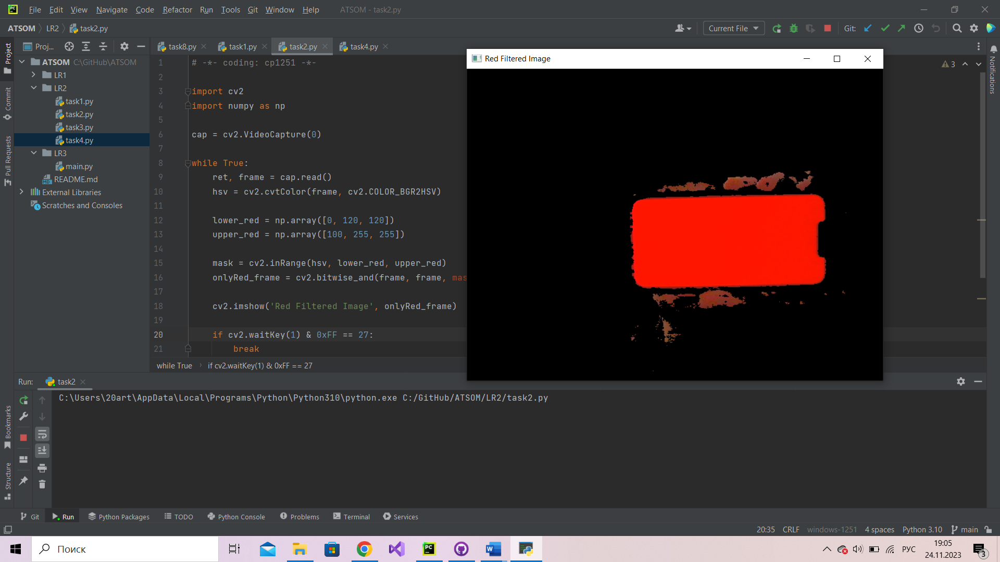 File Edit View Navigate Code Refactor Run Tools Git Window Help ATSOM - task2.py
ATSOM LR2 task2.py Current File Git:
Project
Commit
Pull Requests
Bookmarks
Structure
Notifications
Proj...
ATSOM C:\GitHub\ATSOM
LR1
LR2
task1.py
task2.py
task3.py
task4.py
LR3
main.py
README.md
External Libraries
Scratches and Consoles
task8.py task1.py task2.py task4.py
3
1 # -*- coding: cp1251 -*-
2
3 import cv2
4 import numpy as np
5
6 cap = cv2.VideoCapture(0)
7
8 while True:
9 ret, frame = cap.read()
10 hsv = cv2.cvtColor(frame, cv2.COLOR_BGR2HSV)
11
12 lower_red = np.array([0, 120, 120])
13 upper_red = np.array([100, 255, 255])
14
15 mask = cv2.inRange(hsv, lower_red, upper_red)
16 onlyRed_frame = cv2.bitwise_and(frame, frame, mas
17
18 cv2.imshow('Red Filtered Image', onlyRed_frame)
19
20 if cv2.waitKey(1) & 0xFF == 27:
21 break
while True if cv2.waitKey(1) & 0xFF == 27
Red Filtered Image
Run: task2
C:\Users\20art\AppData\Local\Programs\Python\Python310\python.exe C:/GitHub/ATSOM/LR2/task2.py
Git Run Python Packages TODO Python Console Problems Terminal Services
20:35 CRLF windows-1251 4 spaces Python 3.10 main
Поиск
РУС
19:05
24.11.2023
3